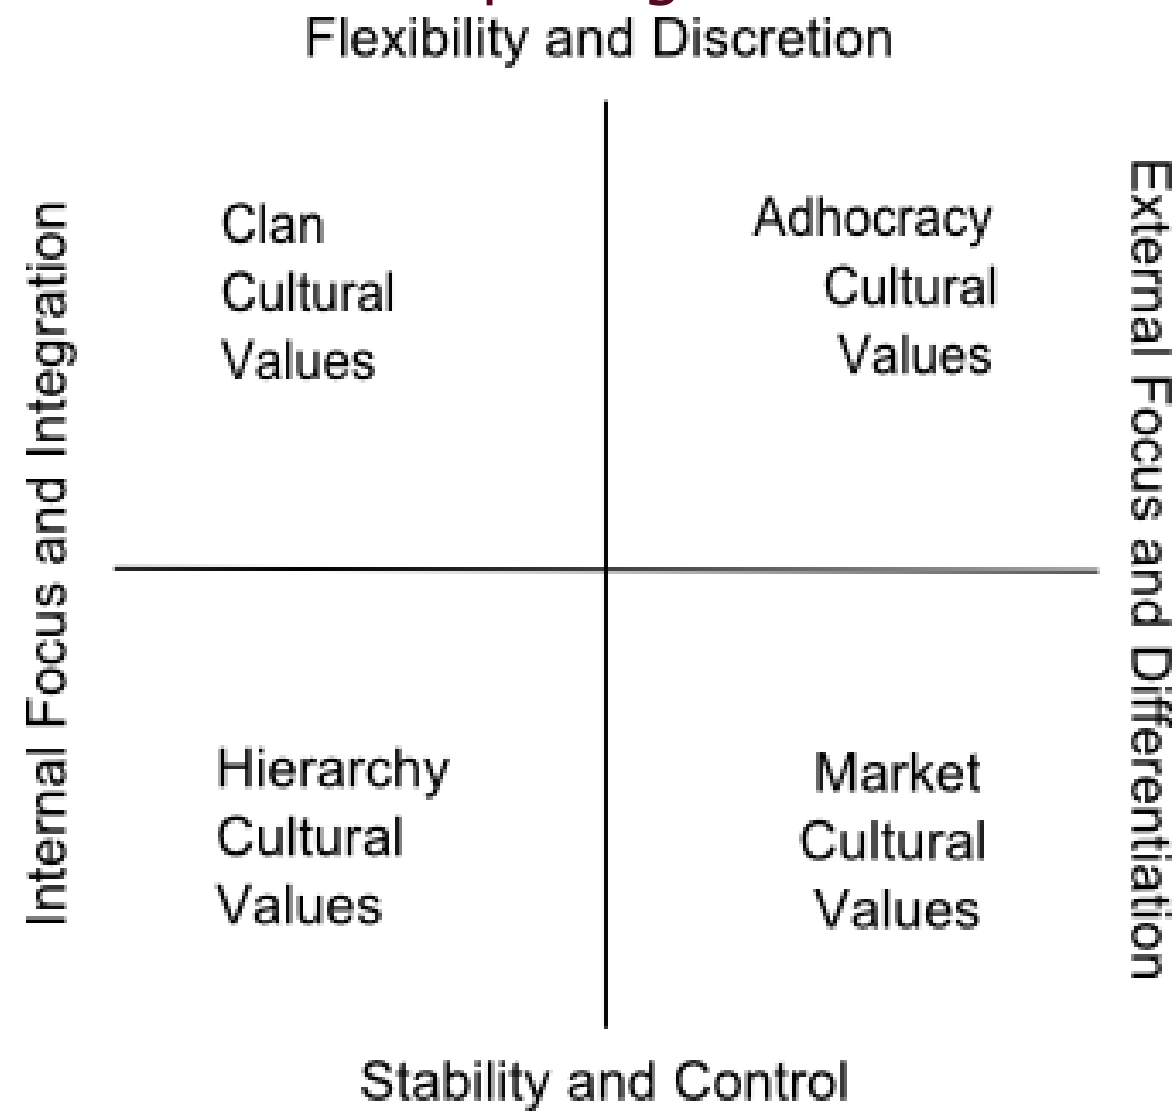 Flexibility and Discretion
Internal Focus and Integration
Clan
Cultural
Values
Adhocracy
Cultural
Values
External Focus and Differentiation
Hierarchy
Cultural
Values
Market
Cultural
Values
Stability and Control